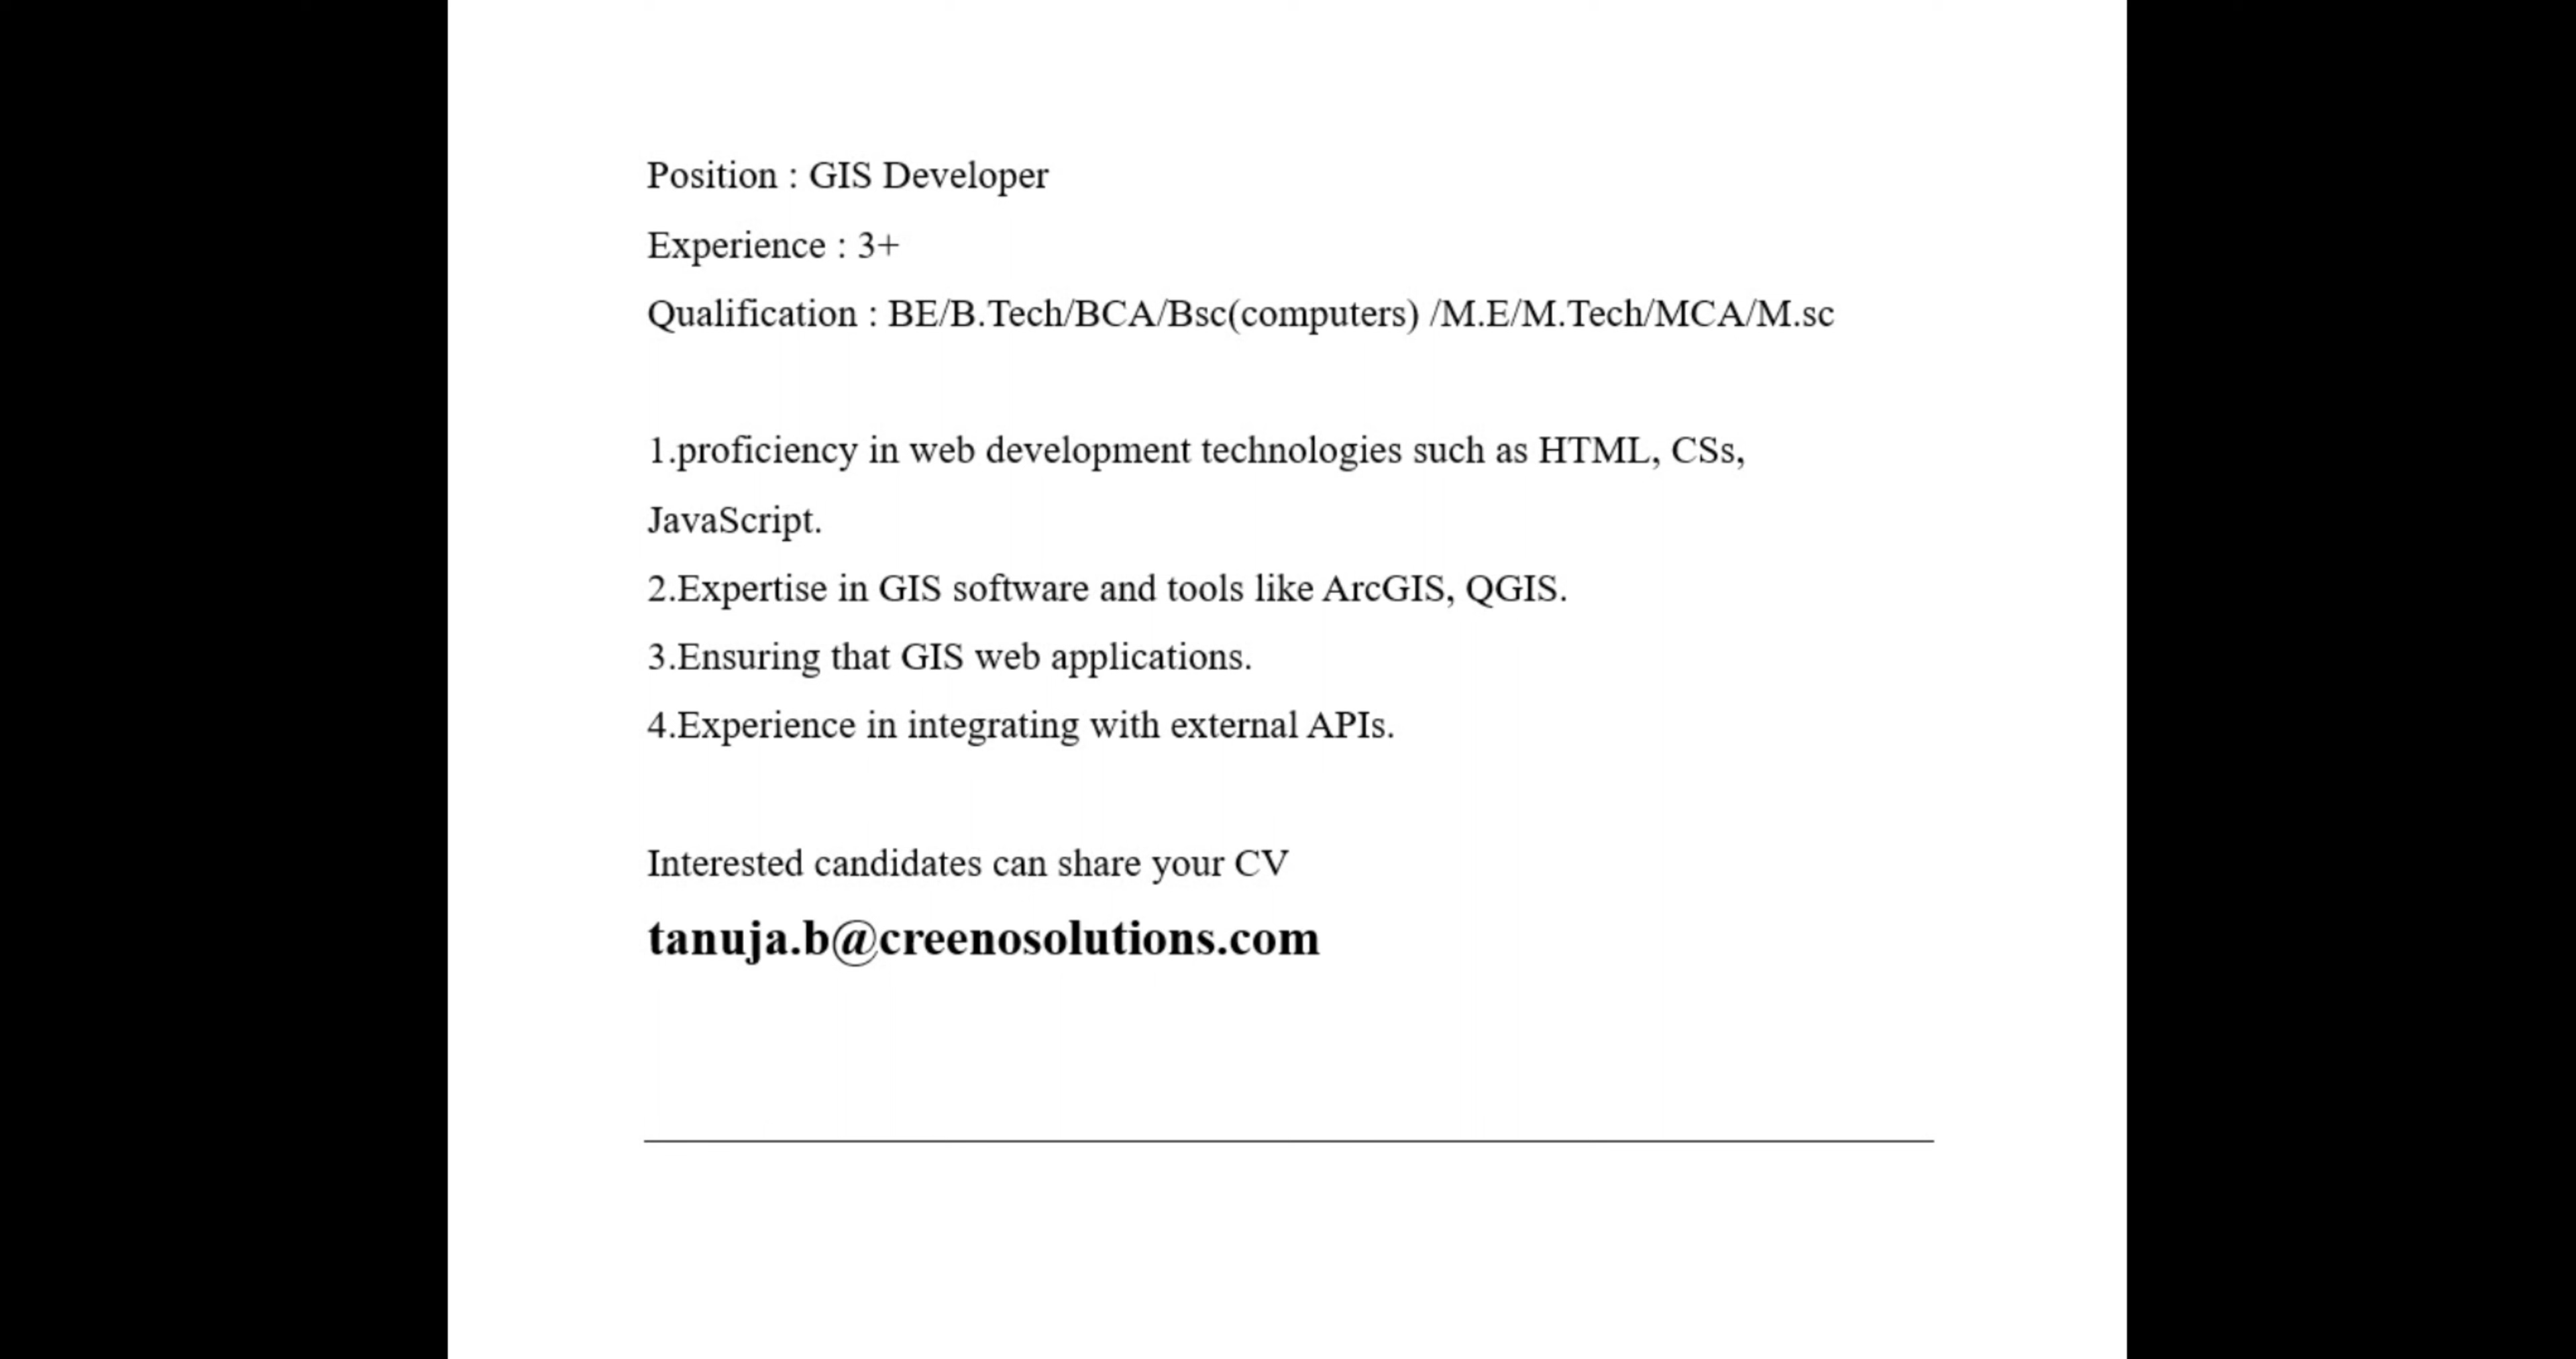 Position : GIS Developer
Experience : 3+
Qualification : BE/B.Tech/BCA/Bsc(computers) /M.E/M.Tech/MCA/M.sc
1.proficiency in web development technologies such as HTML, CSs,
JavaScript.
2.Expertise in GIS software and tools like ArcGIS, QGIS.
3.Ensuring that GIS web applications.
4.Experience in integrating with external APIs.
Interested candidates can share your CV
tanuja.b@creenosolutions.com